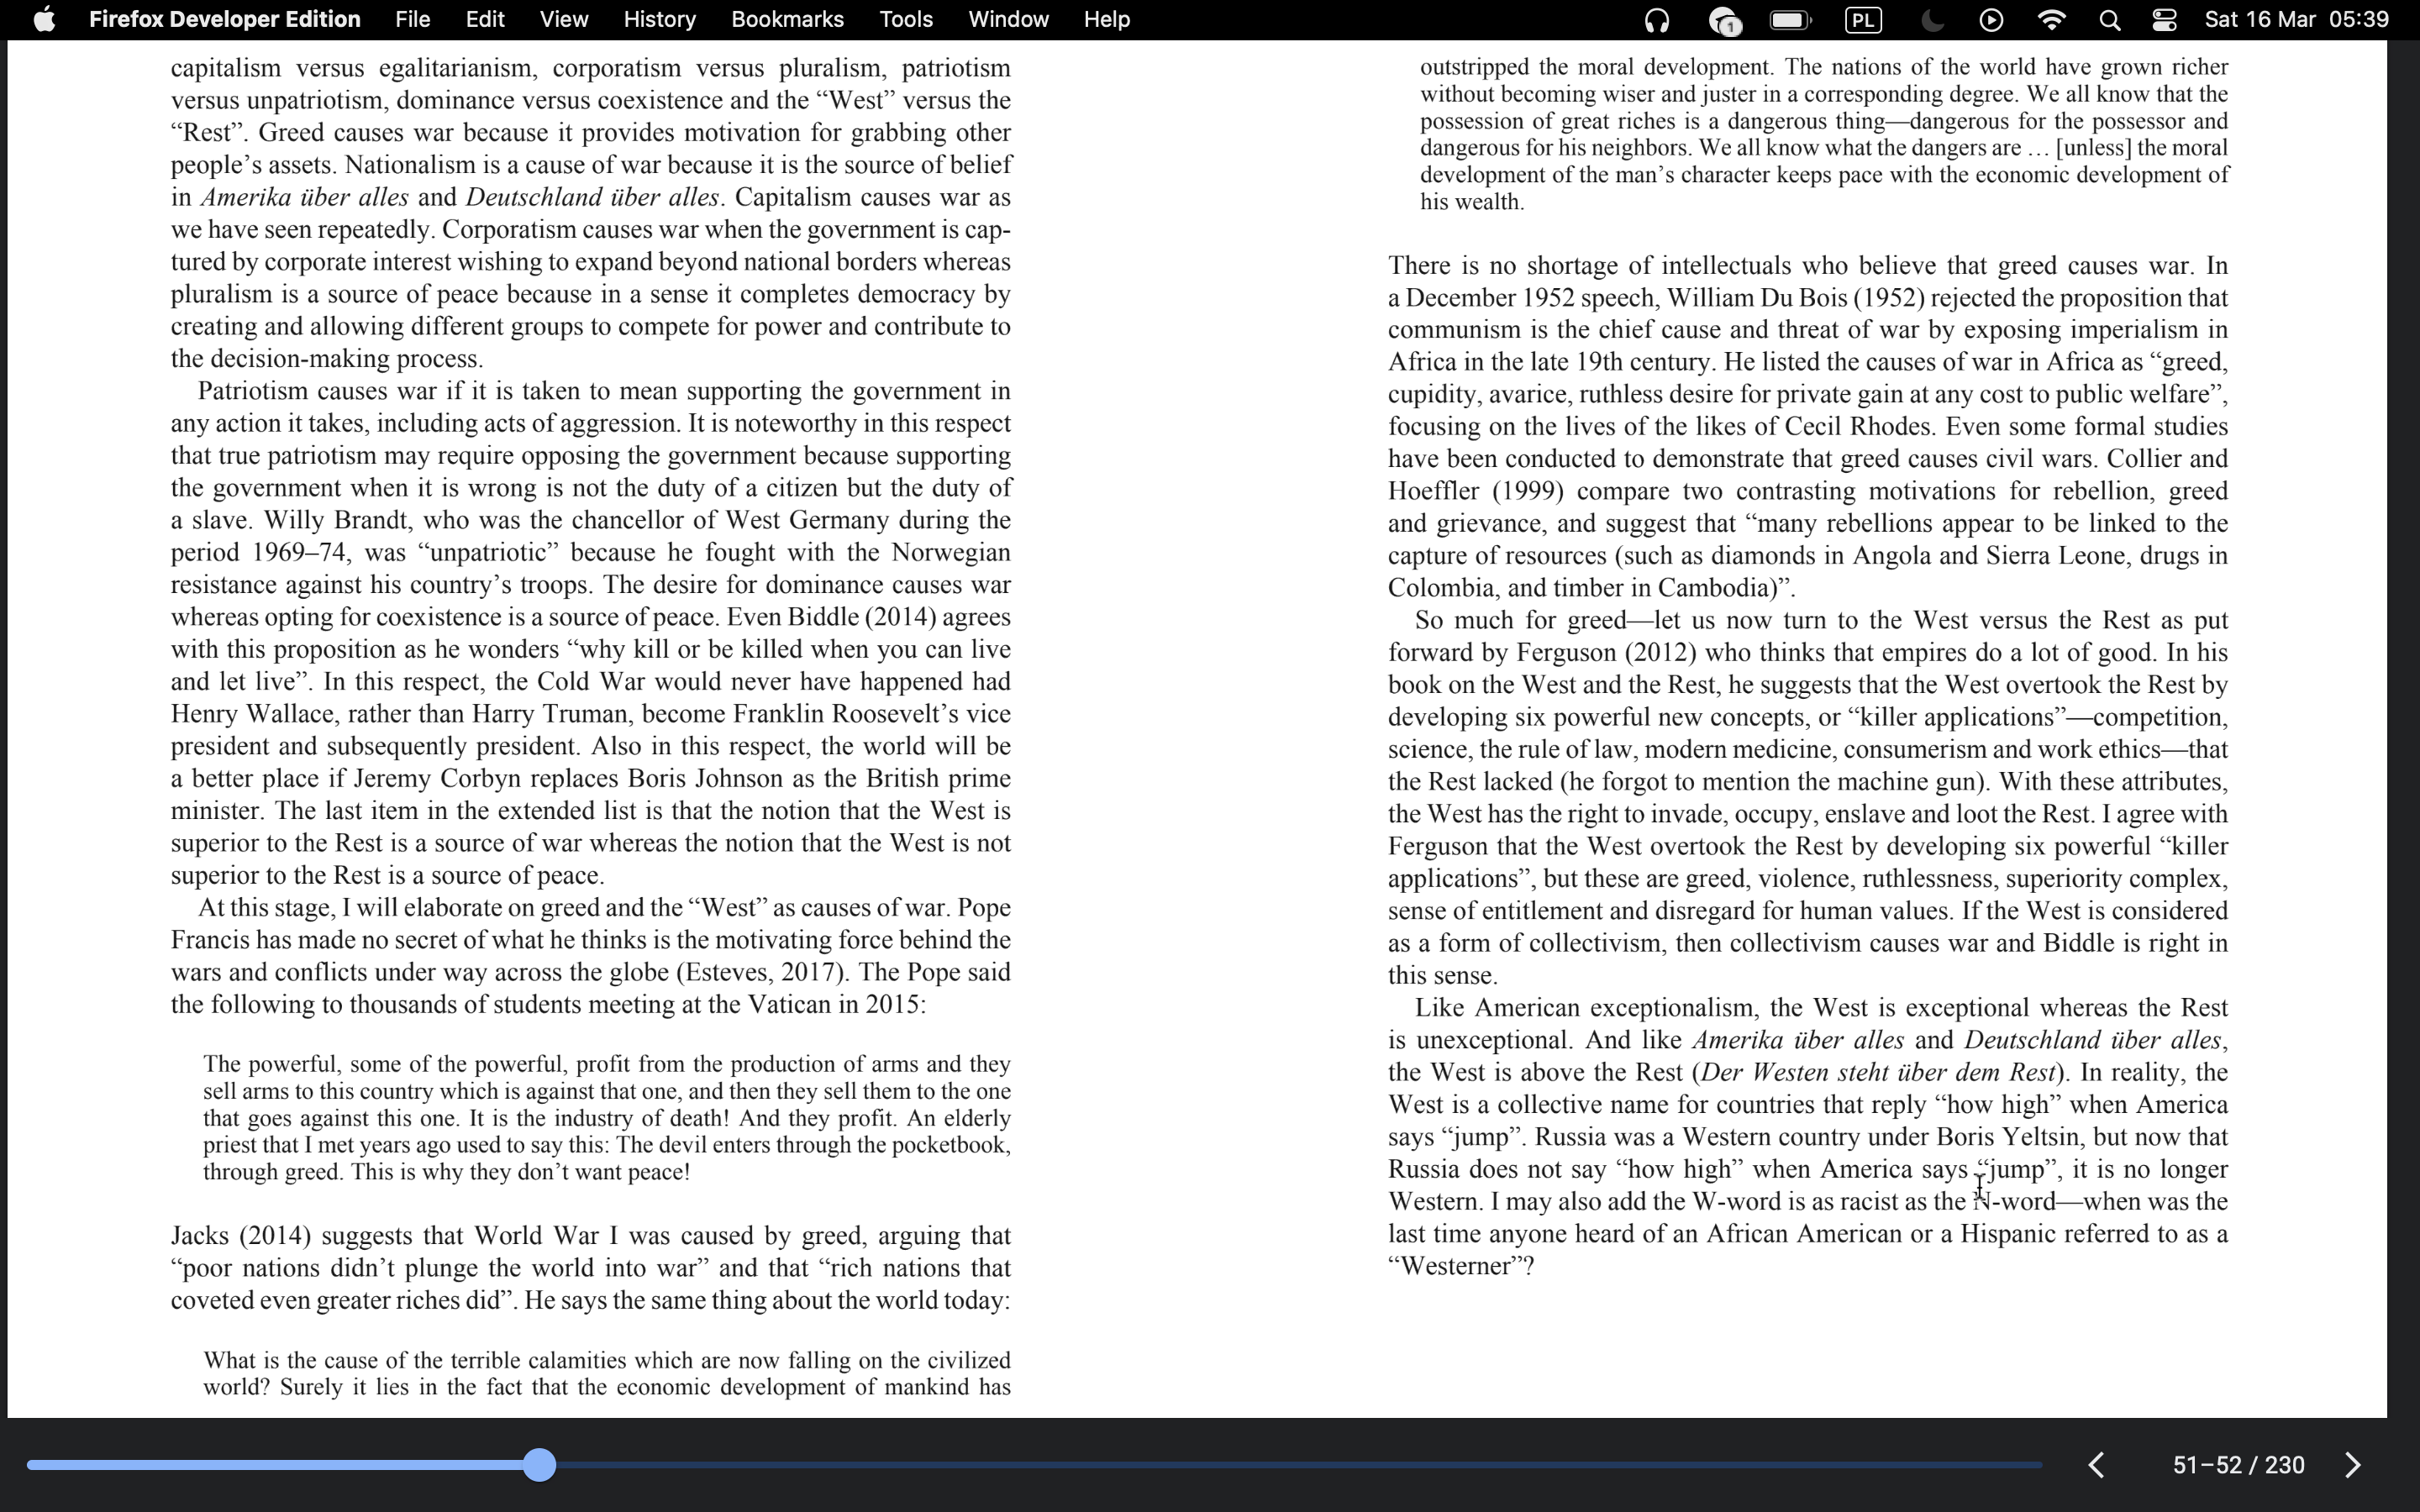 Firefox Developer Edition File Edit View History Bookmarks Tools Window Help 1 PL Sat 16 Mar 05:39
capitalism versus egalitarianism, corporatism versus pluralism, patriotism
versus unpatriotism, dominance versus coexistence and the “West” versus the
“Rest”. Greed causes war because it provides motivation for grabbing other
people’s assets. Nationalism is a cause of war because it is the source of belief
in Amerika über alles and Deutschland über alles. Capitalism causes war as
we have seen repeatedly. Corporatism causes war when the government is cap-
tured by corporate interest wishing to expand beyond national borders whereas
pluralism is a source of peace because in a sense it completes democracy by
creating and allowing different groups to compete for power and contribute to
the decision-making process.
Patriotism causes war if it is taken to mean supporting the government in
any action it takes, including acts of aggression. It is noteworthy in this respect
that true patriotism may require opposing the government because supporting
the government when it is wrong is not the duty of a citizen but the duty of
a slave. Willy Brandt, who was the chancellor of West Germany during the
period 1969–74, was “unpatriotic” because he fought with the Norwegian
resistance against his country’s troops. The desire for dominance causes war
whereas opting for coexistence is a source of peace. Even Biddle (2014) agrees
with this proposition as he wonders “why kill or be killed when you can live
and let live”. In this respect, the Cold War would never have happened had
Henry Wallace, rather than Harry Truman, become Franklin Roosevelt’s vice
president and subsequently president. Also in this respect, the world will be
a better place if Jeremy Corbyn replaces Boris Johnson as the British prime
minister. The last item in the extended list is that the notion that the West is
superior to the Rest is a source of war whereas the notion that the West is not
superior to the Rest is a source of peace.
At this stage, I will elaborate on greed and the “West” as causes of war. Pope
Francis has made no secret of what he thinks is the motivating force behind the
wars and conflicts under way across the globe (Esteves, 2017). The Pope said
the following to thousands of students meeting at the Vatican in 2015:
The powerful, some of the powerful, profit from the production of arms and they
sell arms to this country which is against that one, and then they sell them to the one
that goes against this one. It is the industry of death! And they profit. An elderly
priest that I met years ago used to say this: The devil enters through the pocketbook,
through greed. This is why they don’t want peace!
Jacks (2014) suggests that World War I was caused by greed, arguing that
“poor nations didn’t plunge the world into war” and that “rich nations that
coveted even greater riches did”. He says the same thing about the world today:
What is the cause of the terrible calamities which are now falling on the civilized
world? Surely it lies in the fact that the economic development of mankind has
outstripped the moral development. The nations of the world have grown richer
without becoming wiser and juster in a corresponding degree. We all know that the
possession of great riches is a dangerous thing—dangerous for the possessor and
dangerous for his neighbors. We all know what the dangers are … [unless] the moral
development of the man’s character keeps pace with the economic development of
his wealth.
There is no shortage of intellectuals who believe that greed causes war. In
a December 1952 speech, William Du Bois (1952) rejected the proposition that
communism is the chief cause and threat of war by exposing imperialism in
Africa in the late 19th century. He listed the causes of war in Africa as “greed,
cupidity, avarice, ruthless desire for private gain at any cost to public welfare”,
focusing on the lives of the likes of Cecil Rhodes. Even some formal studies
have been conducted to demonstrate that greed causes civil wars. Collier and
Hoeffler (1999) compare two contrasting motivations for rebellion, greed
and grievance, and suggest that “many rebellions appear to be linked to the
capture of resources (such as diamonds in Angola and Sierra Leone, drugs in
Colombia, and timber in Cambodia)”.
So much for greed—let us now turn to the West versus the Rest as put
forward by Ferguson (2012) who thinks that empires do a lot of good. In his
book on the West and the Rest, he suggests that the West overtook the Rest by
developing six powerful new concepts, or “killer applications”—competition,
science, the rule of law, modern medicine, consumerism and work ethics—that
the Rest lacked (he forgot to mention the machine gun). With these attributes,
the West has the right to invade, occupy, enslave and loot the Rest. I agree with
Ferguson that the West overtook the Rest by developing six powerful “killer
applications”, but these are greed, violence, ruthlessness, superiority complex,
sense of entitlement and disregard for human values. If the West is considered
as a form of collectivism, then collectivism causes war and Biddle is right in
this sense.
Like American exceptionalism, the West is exceptional whereas the Rest
is unexceptional. And like Amerika über alles and Deutschland über alles,
the West is above the Rest (Der Westen steht über dem Rest). In reality, the
West is a collective name for countries that reply “how high” when America
says “jump”. Russia was a Western country under Boris Yeltsin, but now that
Russia does not say “how high” when America says “jump”, it is no longer
Western. I may also add the W-word is as racist as the N-word—when was the
last time anyone heard of an African American or a Hispanic referred to as a
“Westerner”?
51–52 / 230